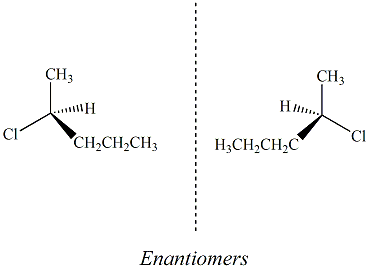 CH₃
H
Cl
CH₂CH₂CH₃
CH₃
H
H₃CH₂CH₂C
Cl
Enantiomers